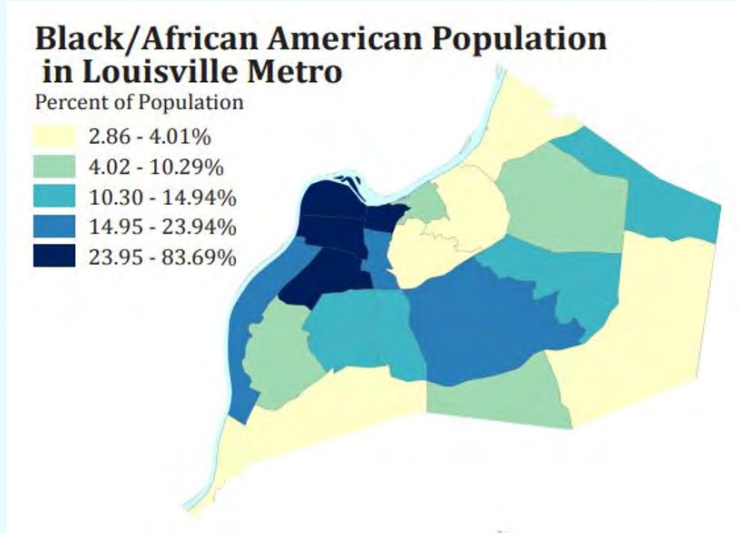 Black/African American Population
in Louisville Metro
Percent of Population
2.86 - 4.01%
4.02 - 10.29%
10.30 - 14.94%
14.95 - 23.94%
23.95 - 83.69%